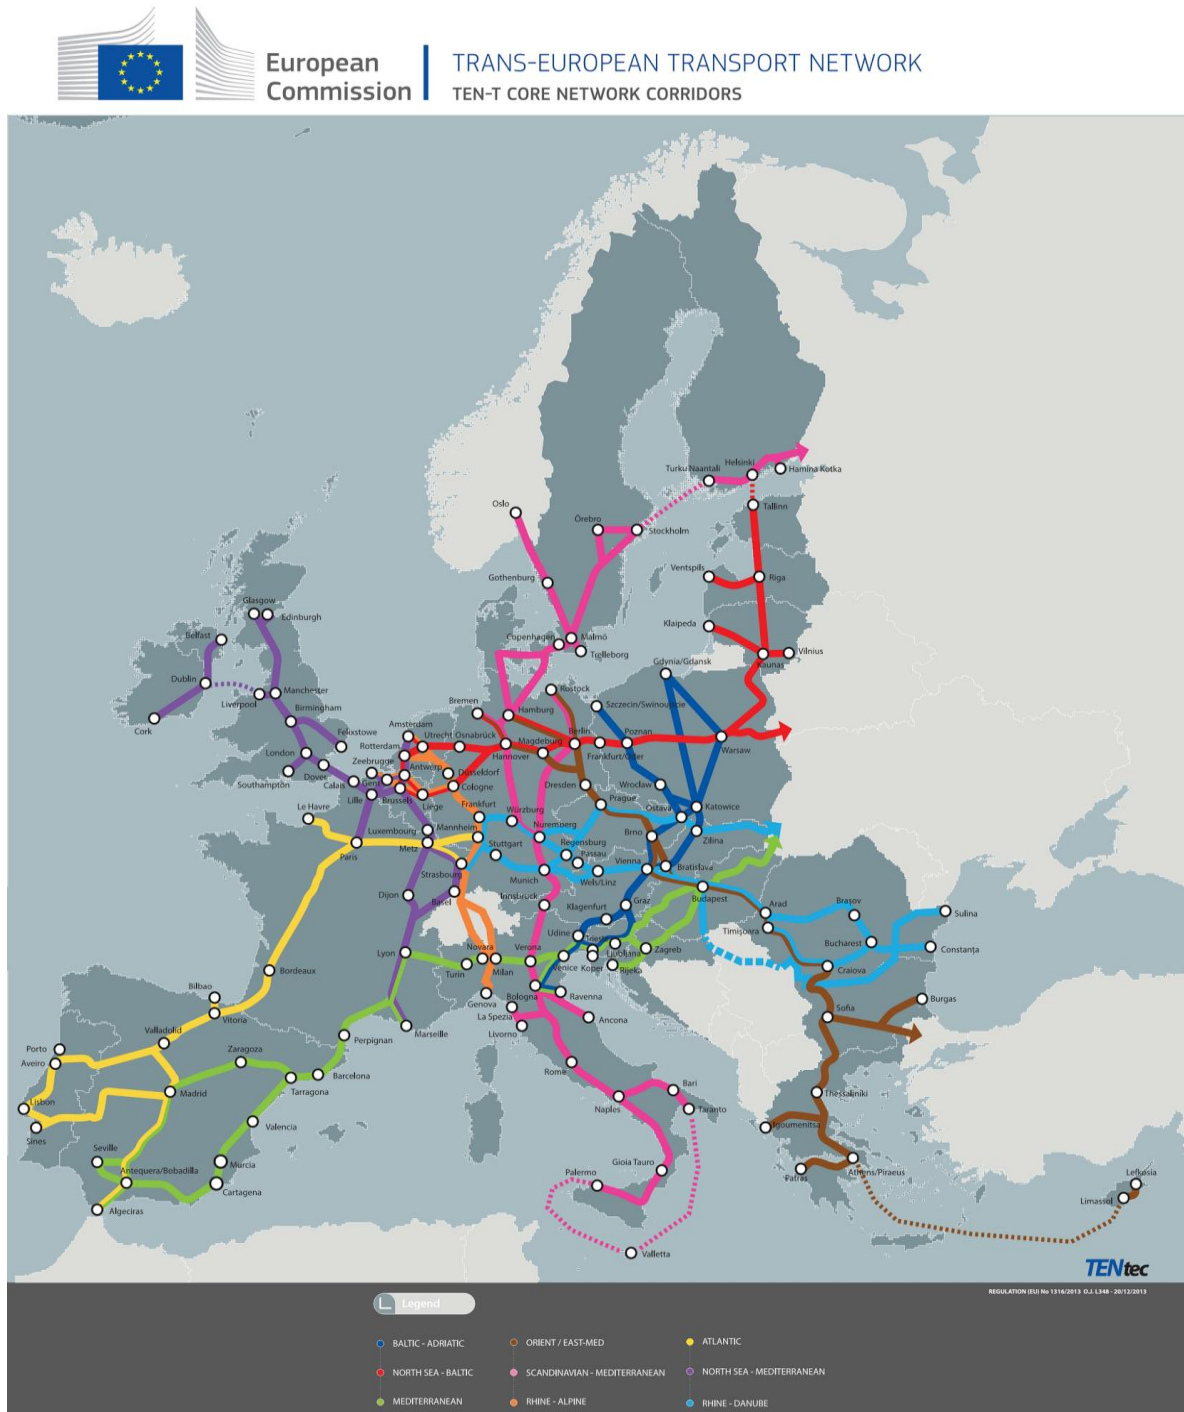 European
Commission
TRANS-EUROPEAN TRANSPORT NETWORK
TEN-T CORE NETWORK CORRIDORS
Helsinki
Turku Naantali
Hamina Kotka
Oslo
Tallinn
Örebro
Stockholm
Ventspils
Riga
Gothenburg
Glasgow
Edinburgh
Klaipeda
Belfast
Copenhagen
Malmö
Trelleborg
Kaunas
Vilnius
Gdynia/Gdansk
Dublin
Manchester
Liverpool
Rostock
Bremen
Szczecin/Swinoujscie
Birmingham
Hamburg
Cork
Felixstowe
Amsterdam
Utrecht
Osnabrück
Berlin
Poznan
Rotterdam
Magdeburg
Warsaw
London
Hannover
Frankfurt/Oder
Zeebrugge
Antwerp
Düsseldorf
Dover
Southampton
Calais
Gent
Cologne
Dresden
Wrocław
Brussels
Lille
Liège
Prague
Katowice
Le Havre
Frankfurt
Würzburg
Ostava
Luxembourg
Mannheim
Nuremberg
Brno
Zilina
Metz
Stuttgart
Regensburg
Paris
Passau
Strasbourg
Vienna
Bratislava
Munich
Wels/Linz
Dijon
Basel
Innsbruck
Budapest
Klagenfurt
Graz
Arad
Braşov
Sulina
Udine
Timişoara
Trieste
Ljubljana
Zagreb
Bucharest
Constanţa
Lyon
Novara
Verona
Turin
Milan
Venice
Koper
Rijeka
Craiova
Bordeaux
Bilbao
Genova
Bologna
Ravenna
Burgas
Sofia
Vitoria
La Spezia
Ancona
Valladolid
Livorno
Marseille
Perpignan
Porto
Zaragoza
Aveiro
Rome
Barcelona
Tarragona
Madrid
Bari
Naples
Thessaloniki
Lisbon
Taranto
Valencia
Sines
Igoumenitsa
Seville
Murcia
Gioia Tauro
Antequera/Bobadilla
Palermo
Athens/Piraeus
Patras
Lefkosia
Cartagena
Limassol
Algeciras
Valletta
TENtec
REGULATION (EU) No 1316/2013 O.J. L348 - 20/12/2013
Legend
BALTIC - ADRIATIC
ORIENT / EAST-MED
ATLANTIC
NORTH SEA - BALTIC
SCANDINAVIAN - MEDITERRANEAN
NORTH SEA - MEDITERRANEAN
MEDITERRANEAN
RHINE - ALPINE
RHINE - DANUBE